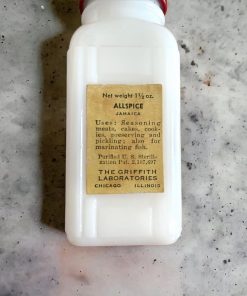 Net weight 1½ oz.
ALLSPICE
JAMAICA
Uses: Seasoning
meats, cakes, cook-
ies, preserving and
pickling; also for
marinating fish.
Purified U. S. Sterili-
zation Pat. 2,107,697
THE GRIFFITH
LABORATORIES
CHICAGO ILLINOIS